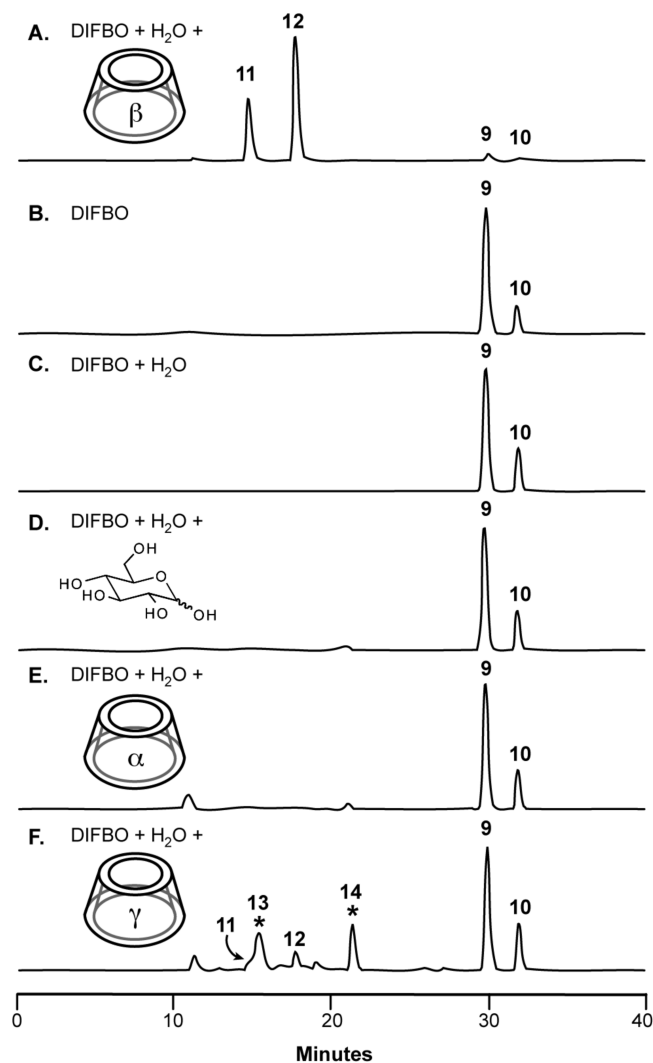 A. DIFBO + H₂O +
β
11 12 9 10
B. DIFBO
9 10
C. DIFBO + H₂O
9 10
D. DIFBO + H₂O +
OH
HO O
HO
HO OH
9 10
E. DIFBO + H₂O +
α
9 10
F. DIFBO + H₂O +
γ
11 13 * 12 14 * 9 10
0 10 20 30 40
Minutes